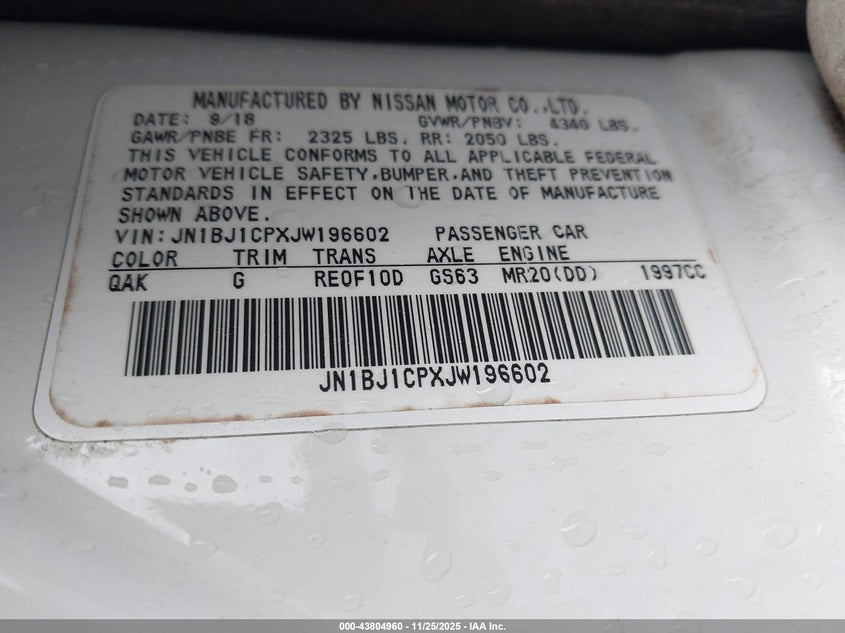 MANUFACTURED BY NISSAN MOTOR CO.,LTD.
DATE: 9/18 GVWR/PNBV: 4340 LBS.
GAWR/PNBE FR: 2325 LBS. RR: 2050 LBS.
THIS VEHICLE CONFORMS TO ALL APPLICABLE FEDERAL
MOTOR VEHICLE SAFETY,BUMPER,AND THEFT PREVENTION
STANDARDS IN EFFECT ON THE DATE OF MANUFACTURE
SHOWN ABOVE.
VIN:JN1BJ1CPXJW196602 PASSENGER CAR
COLOR TRIM TRANS AXLE ENGINE
QAK G RE0F10D GS63 MR20(DD) 1997CC
JN1BJ1CPXJW196602
000-43804960 - 11/25/2025 - IAA Inc.